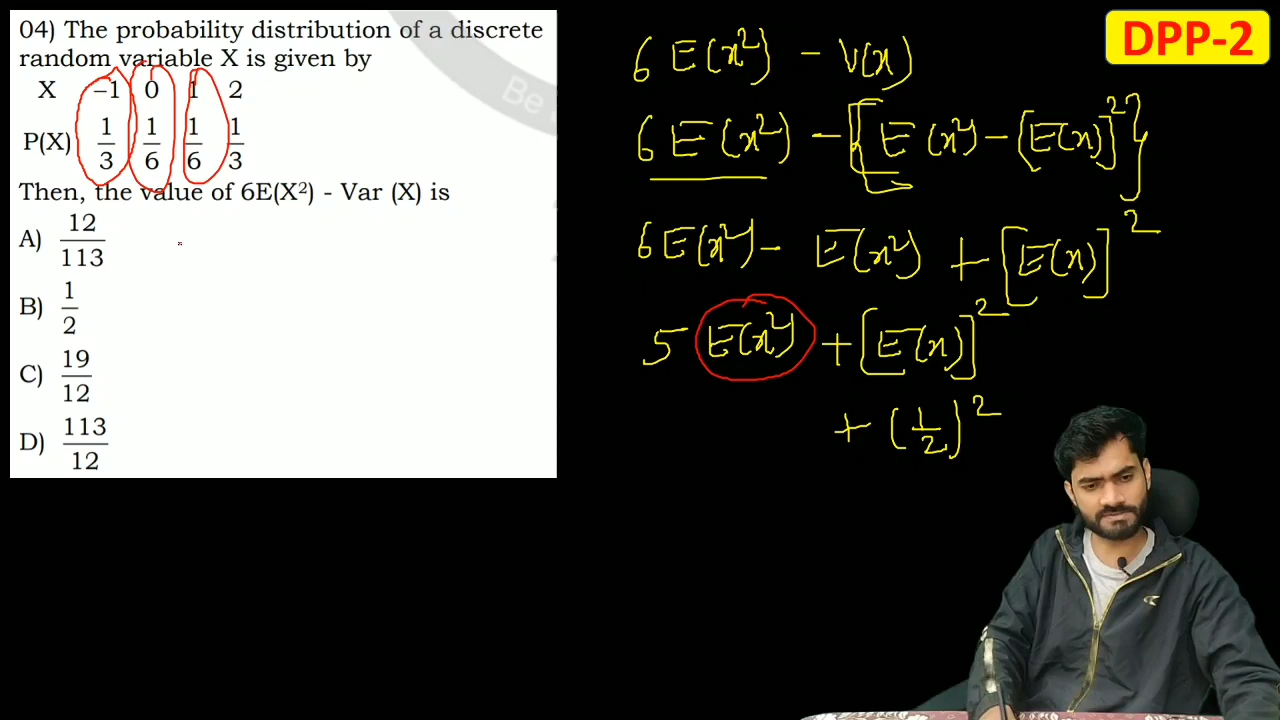 04) The probability distribution of a discrete
random variable X is given by
X −1 0 1 2
P(X) 1/3 1/6 1/6 1/3
Then, the value of 6E(X²) - Var (X) is
A) 12/113
B) 1/2
C) 19/12
D) 113/12
Be
DPP-2
6 E(x²) − V(x)
6 E(x²) − {[E(x²) − [E(x)]²}
6E(x²) − E(x²) + [E(x)]²
5 E(x²) + [E(x)]²
+ (1/2)²